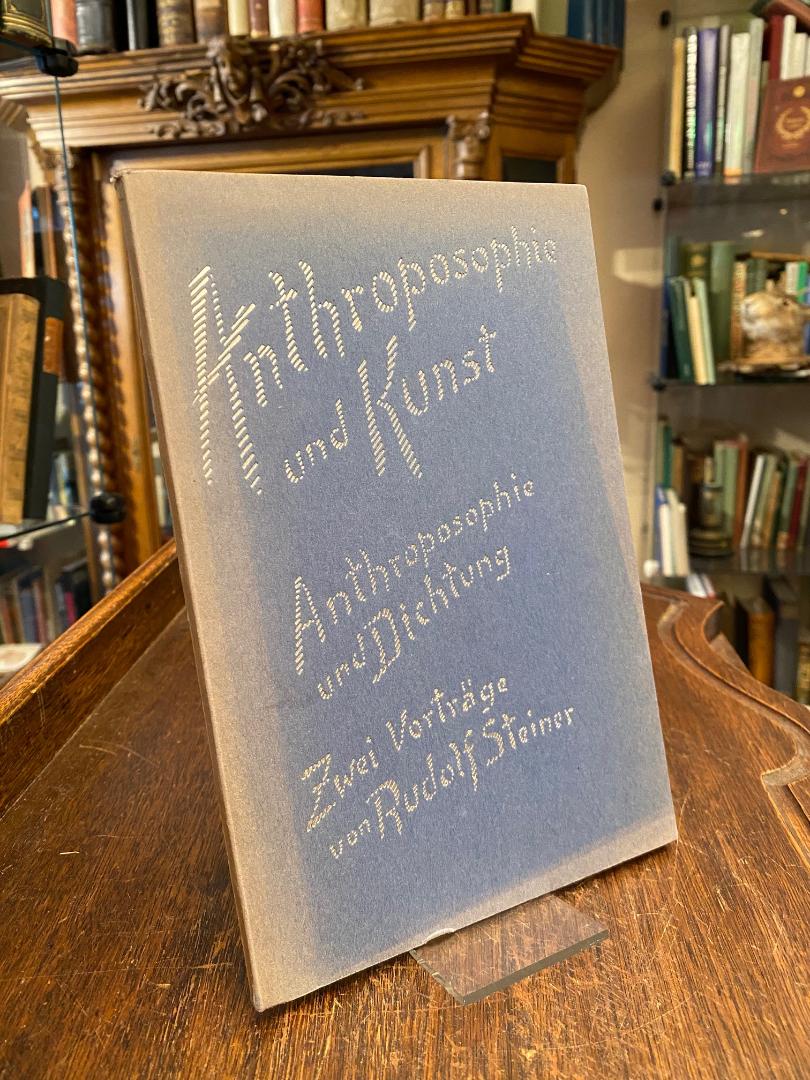 Anthroposophie
und Kunst
Anthroposophie
und Dichtung
Zwei Vorträge
von Rudolf Steiner